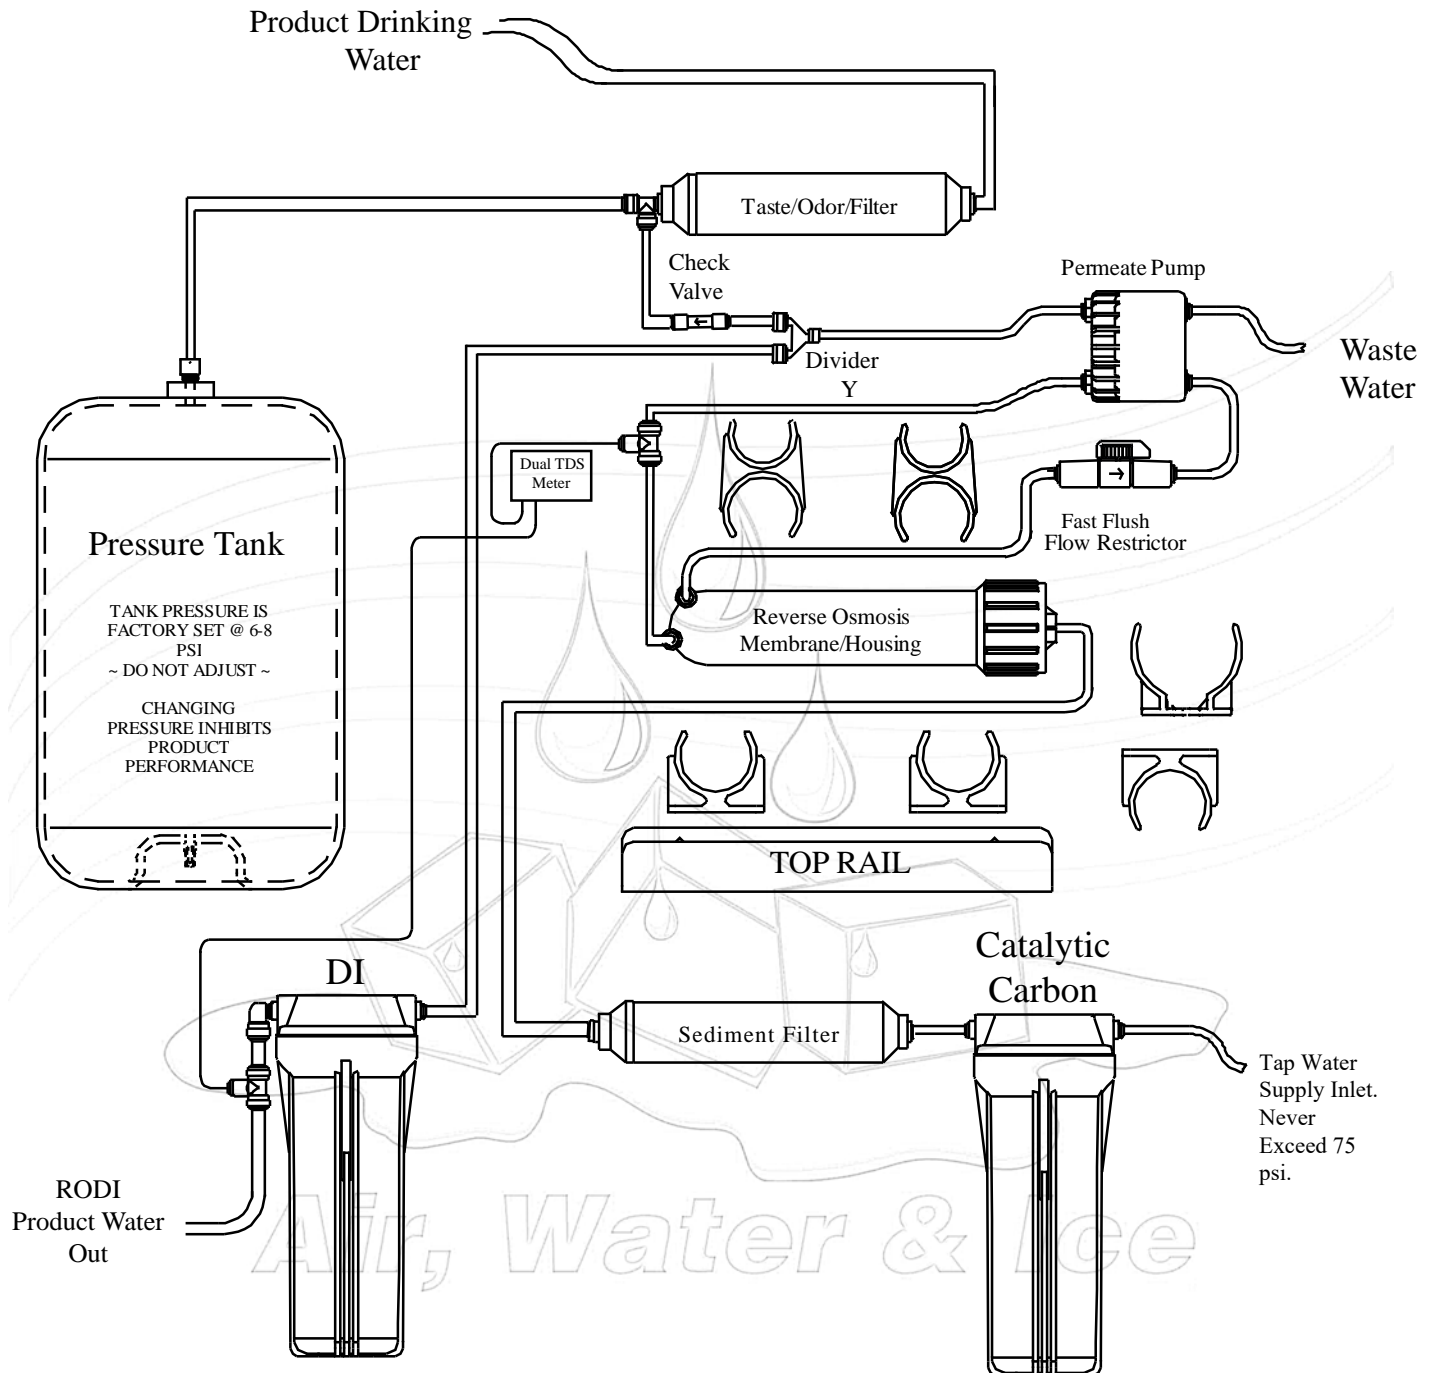 Product Drinking
Water
Taste/Odor/Filter
Check
Valve
Permeate Pump
Divider
Y
Waste
Water
Dual TDS
Meter
Pressure Tank
Fast Flush
Flow Restrictor
TANK PRESSURE IS
FACTORY SET @ 6-8
PSI
~ DO NOT ADJUST ~
CHANGING
PRESSURE INHIBITS
PRODUCT
PERFORMANCE
Reverse Osmosis
Membrane/Housing
TOP RAIL
DI
Catalytic
Carbon
Sediment Filter
Tap Water
Supply Inlet.
Never
Exceed 75
psi.
RODI
Product Water
Out
Air, Water & Ice